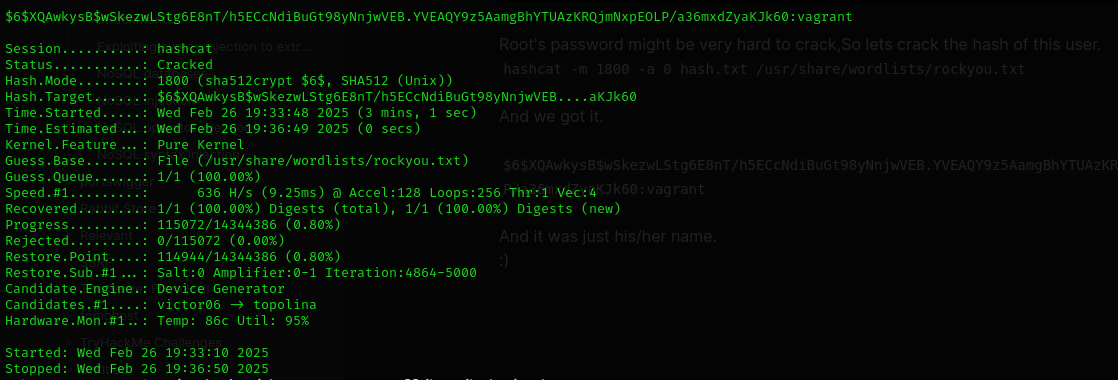 $6$XQAwkysB$wSkezwLStg6E8nT/h5ECcNdiBuGt98yNnjwVEB.YVEAQY9z5AamgBhYTUAzKRQjmNxpEOLP/a36mxdZyaKJk60:vagrant
Session..........: hashcat
Status...........: Cracked
Hash.Mode........: 1800 (sha512crypt $6$, SHA512 (Unix))
Hash.Target......: $6$XQAwkysB$wSkezwLStg6E8nT/h5ECcNdiBuGt98yNnjwVEB....aKJk60
Time.Started.....: Wed Feb 26 19:33:48 2025 (3 mins, 1 sec)
Time.Estimated...: Wed Feb 26 19:36:49 2025 (0 secs)
Kernel.Feature...: Pure Kernel
Guess.Base.......: File (/usr/share/wordlists/rockyou.txt)
Guess.Queue......: 1/1 (100.00%)
Speed.#1.........:      636 H/s (9.25ms) @ Accel:128 Loops:256 Thr:1 Vec:4
Recovered........: 1/1 (100.00%) Digests (total), 1/1 (100.00%) Digests (new)
Progress.........: 115072/14344386 (0.80%)
Rejected.........: 0/115072 (0.00%)
Restore.Point....: 114944/14344386 (0.80%)
Restore.Sub.#1...: Salt:0 Amplifier:0-1 Iteration:4864-5000
Candidate.Engine.: Device Generator
Candidates.#1....: victor06 -> topolina
Hardware.Mon.#1..: Temp: 86c Util: 95%
Started: Wed Feb 26 19:33:10 2025
Stopped: Wed Feb 26 19:36:50 2025
Root's password might be very hard to crack,So lets crack the hash of this user.
hashcat -m 1800 -a 0 hash.txt /usr/share/wordlists/rockyou.txt
And we got it.
$6$XQAwkysB$wSkezwLStg6E8nT/h5ECcNdiBuGt98yNnjwVEB.YVEAQY9z5AamgBhYTUAzKR
And it was just his/her name.
:)
TryHackMe Challenges